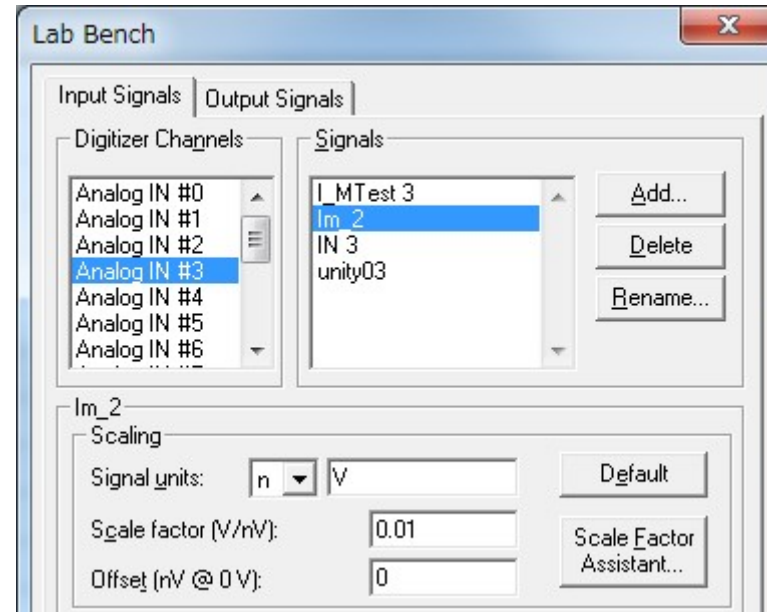 Lab Bench
Input Signals
Output Signals
Digitizer Channels
Analog IN #0
Analog IN #1
Analog IN #2
Analog IN #3
Analog IN #4
Analog IN #5
Analog IN #6
Signals
I_MTest 3
Im_2
IN 3
unity03
Add...
Delete
Rename...
Im_2
Scaling
Signal units:
n
V
Default
Scale factor (V/nV):
0.01
Scale Factor
Assistant...
Offset (nV @ 0 V):
0